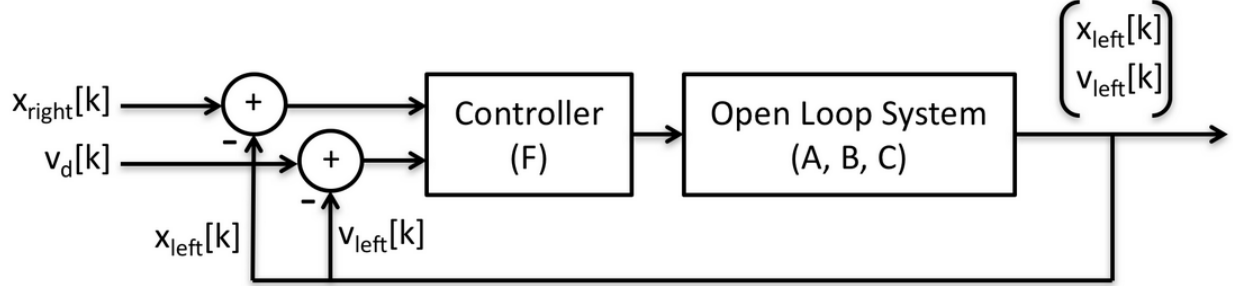 x_left[k]
v_left[k]
x_right[k]
+
Controller
(F)
Open Loop System
(A, B, C)
-
v_d[k]
+
-
x_left[k]
v_left[k]